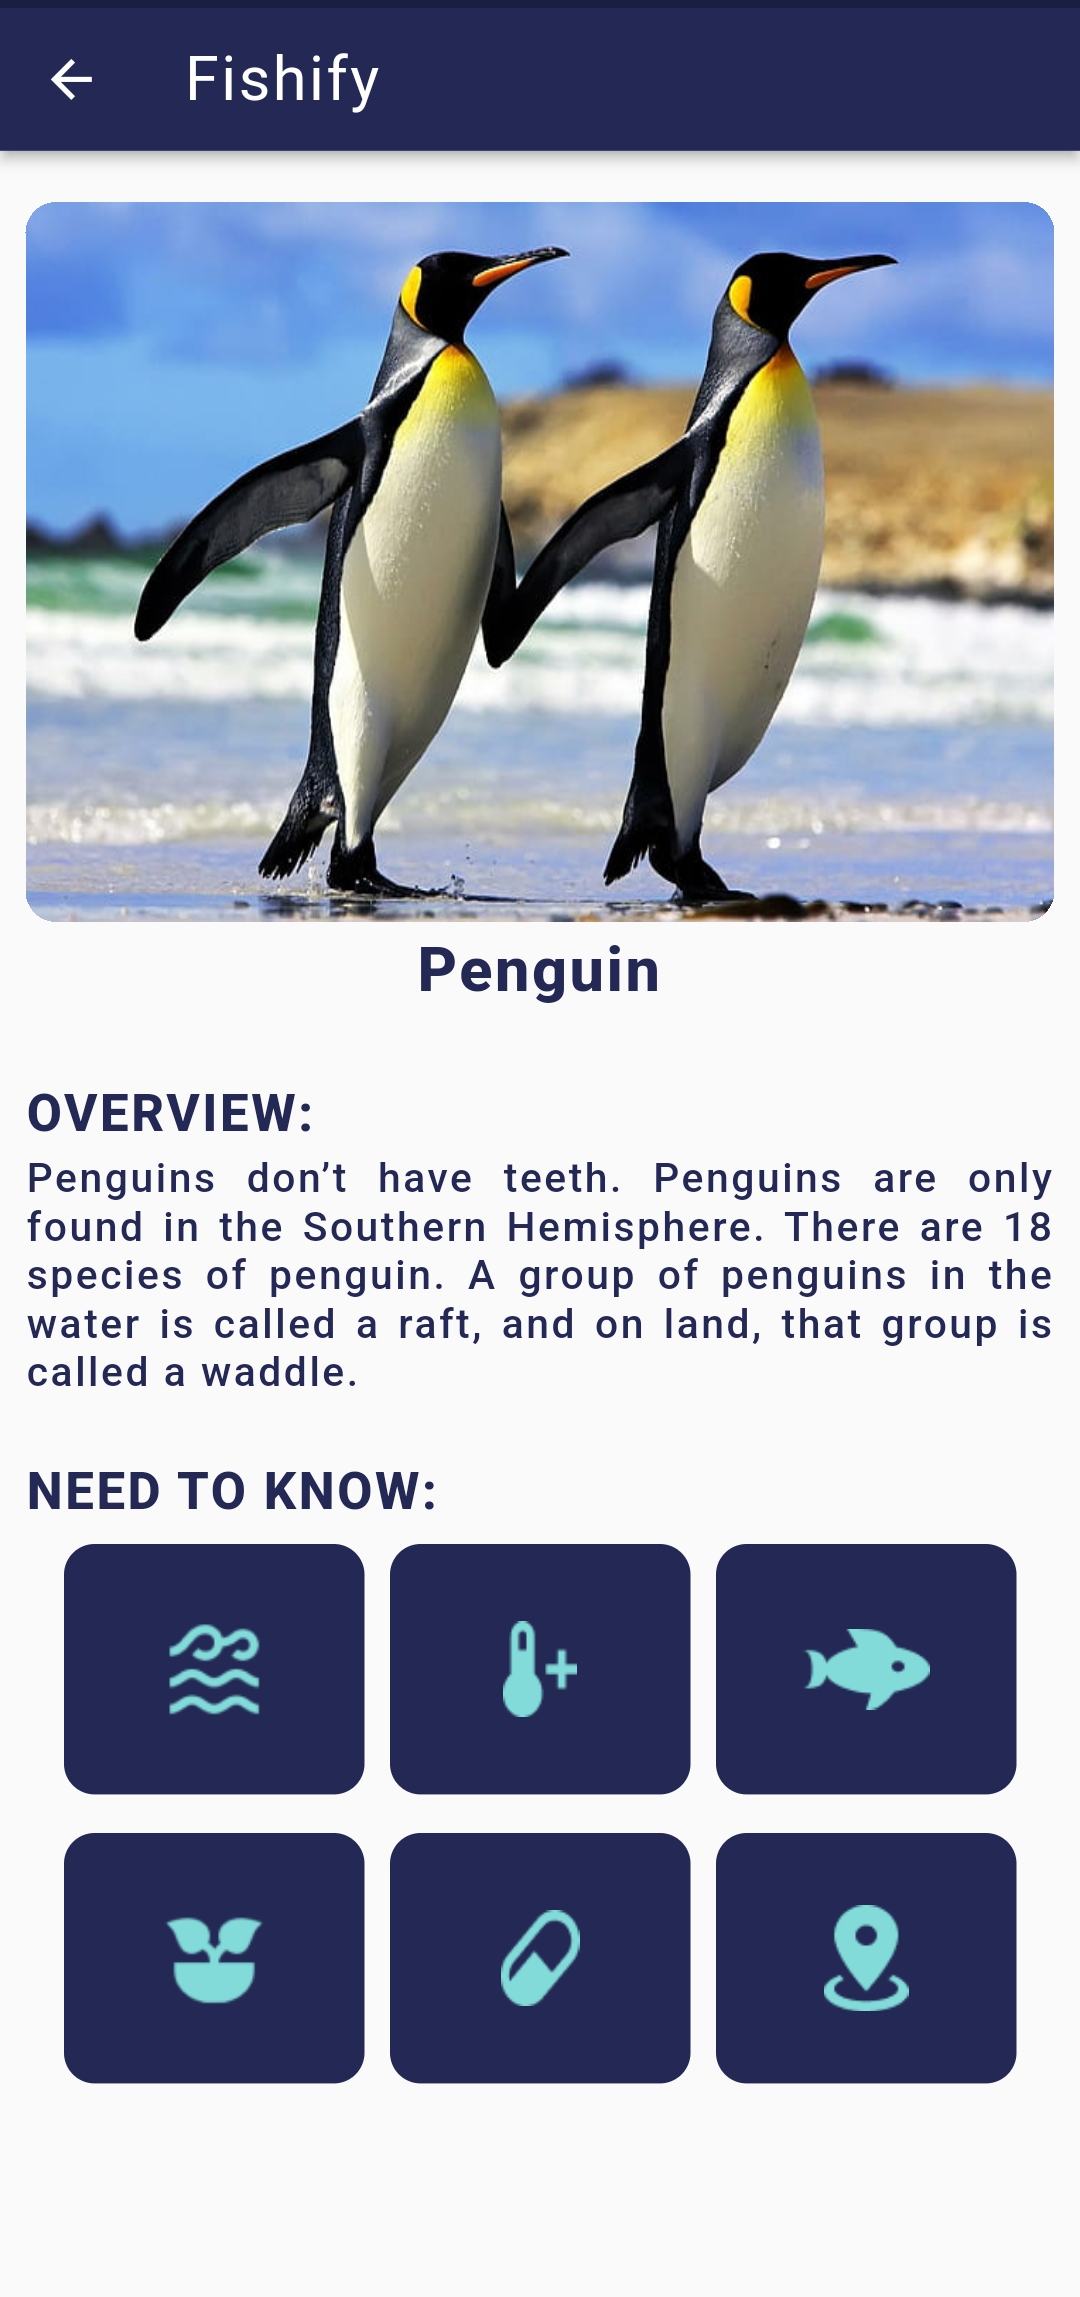 Fishify
Penguin
OVERVIEW:
Penguins don’t have teeth. Penguins are only
found in the Southern Hemisphere. There are 18
species of penguin. A group of penguins in the
water is called a raft, and on land, that group is
called a waddle.
NEED TO KNOW: